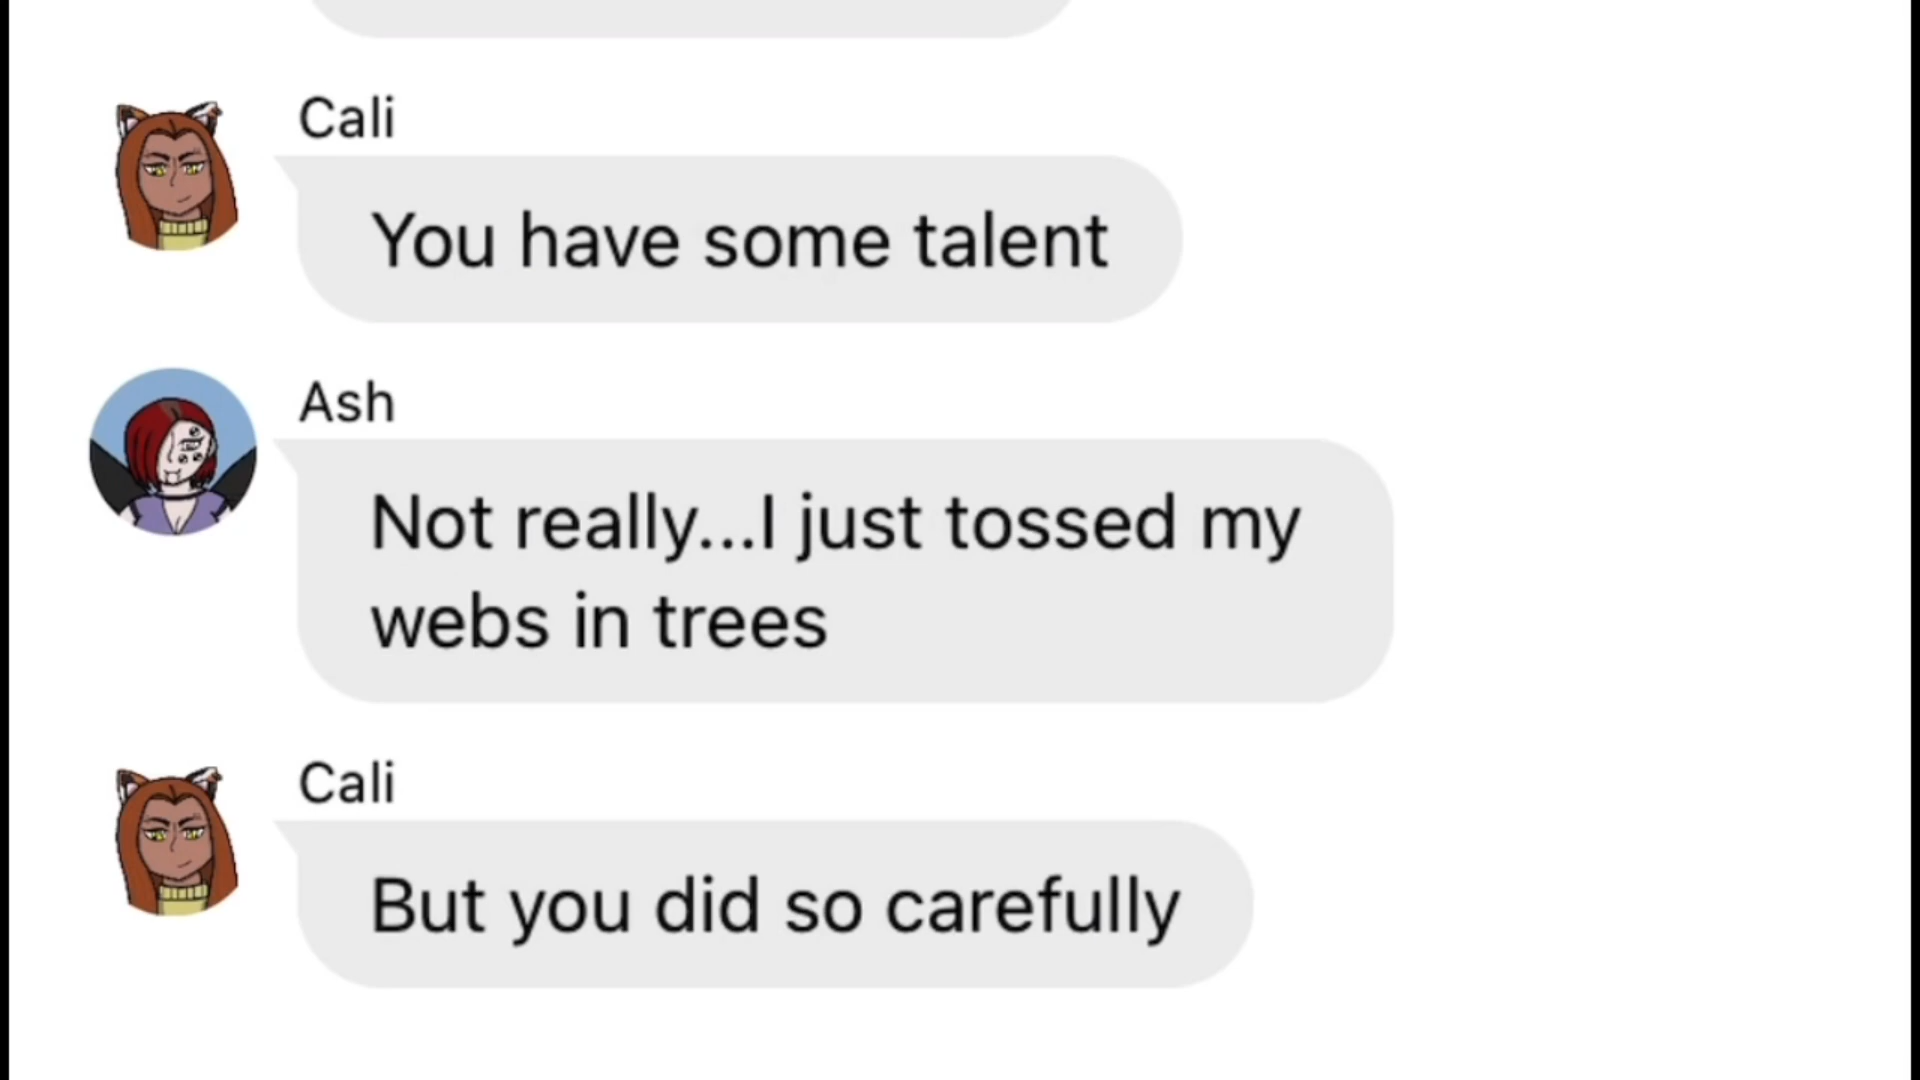 Cali
You have some talent
Ash
Not really...I just tossed my
webs in trees
Cali
But you did so carefully